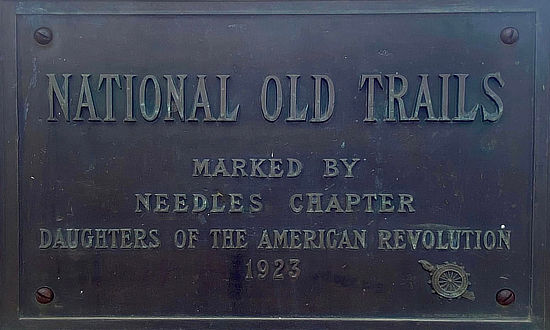 NATIONAL OLD TRAILS
MARKED BY
NEEDLES CHAPTER
DAUGHTERS OF THE AMERICAN REVOLUTION
1923